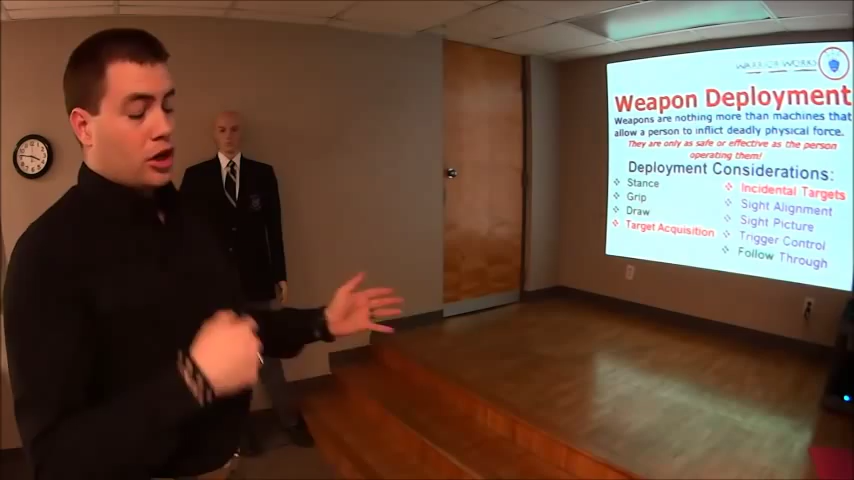 WARRIOR WORKS
Weapon Deployment
Weapons are nothing more than machines that
allow a person to inflict deadly physical force.
They are only as safe or effective as the person
operating them!
Deployment Considerations:
Stance
Grip
Draw
Target Acquisition
Incidental Targets
Sight Alignment
Sight Picture
Trigger Control
Follow Through